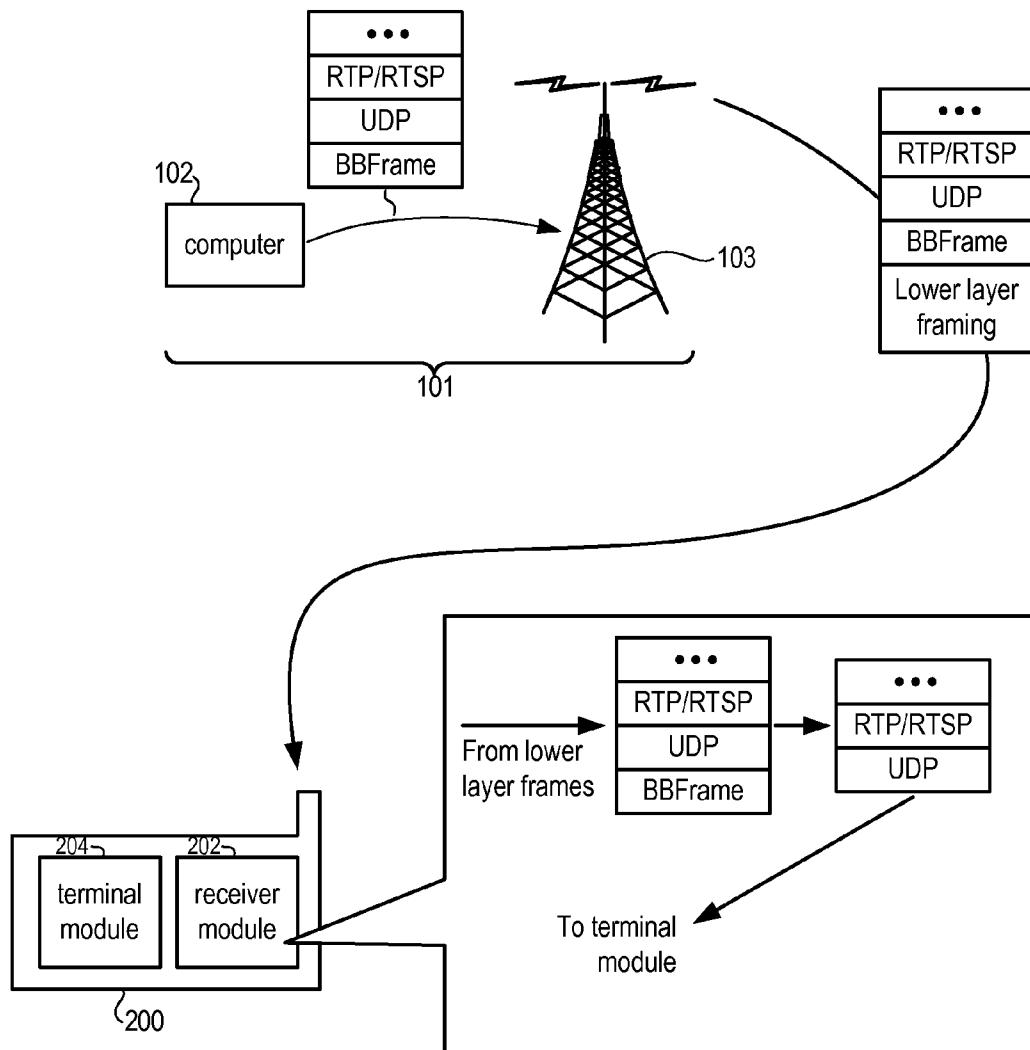 •••
RTP/RTSP
UDP
BBFrame
102
computer
103
101
•••
RTP/RTSP
UDP
BBFrame
Lower layer
framing
From lower
layer frames
•••
RTP/RTSP
UDP
BBFrame
•••
RTP/RTSP
UDP
To terminal
module
204
terminal
module
202
receiver
module
200